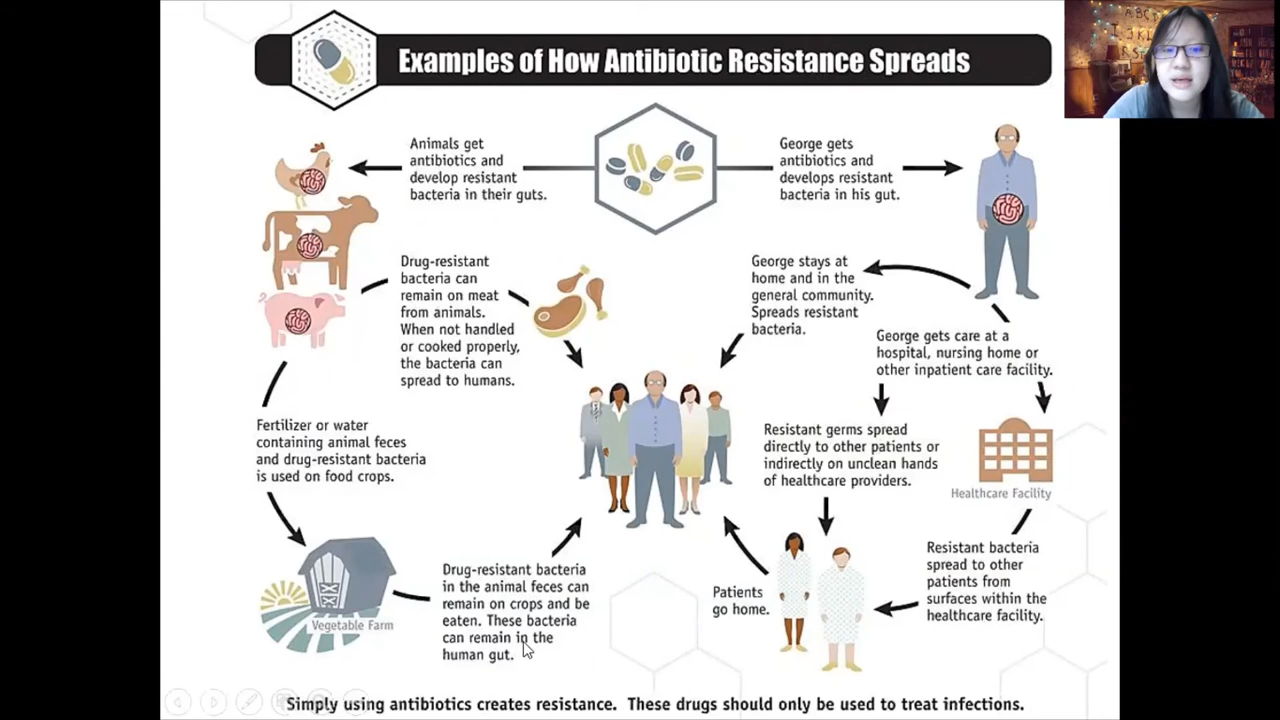 Examples of How Antibiotic Resistance Spreads
Animals get
antibiotics and
develop resistant
bacteria in their guts.
George gets
antibiotics and
develops resistant
bacteria in his gut.
Drug-resistant
bacteria can
remain on meat
from animals.
When not handled
or cooked properly,
the bacteria can
spread to humans.
George stays at
home and in the
general community.
Spreads resistant
bacteria.
George gets care at a
hospital, nursing home or
other inpatient care facility.
Fertilizer or water
containing animal feces
and drug-resistant bacteria
is used on food crops.
Resistant germs spread
directly to other patients or
indirectly on unclean hands
of healthcare providers.
Healthcare Facility
Vegetable Farm
Drug-resistant bacteria
in the animal feces can
remain on crops and be
eaten. These bacteria
can remain in the
human gut.
Patients
go home.
Resistant bacteria
spread to other
patients from
surfaces within the
healthcare facility.
Simply using antibiotics creates resistance. These drugs should only be used to treat infections.